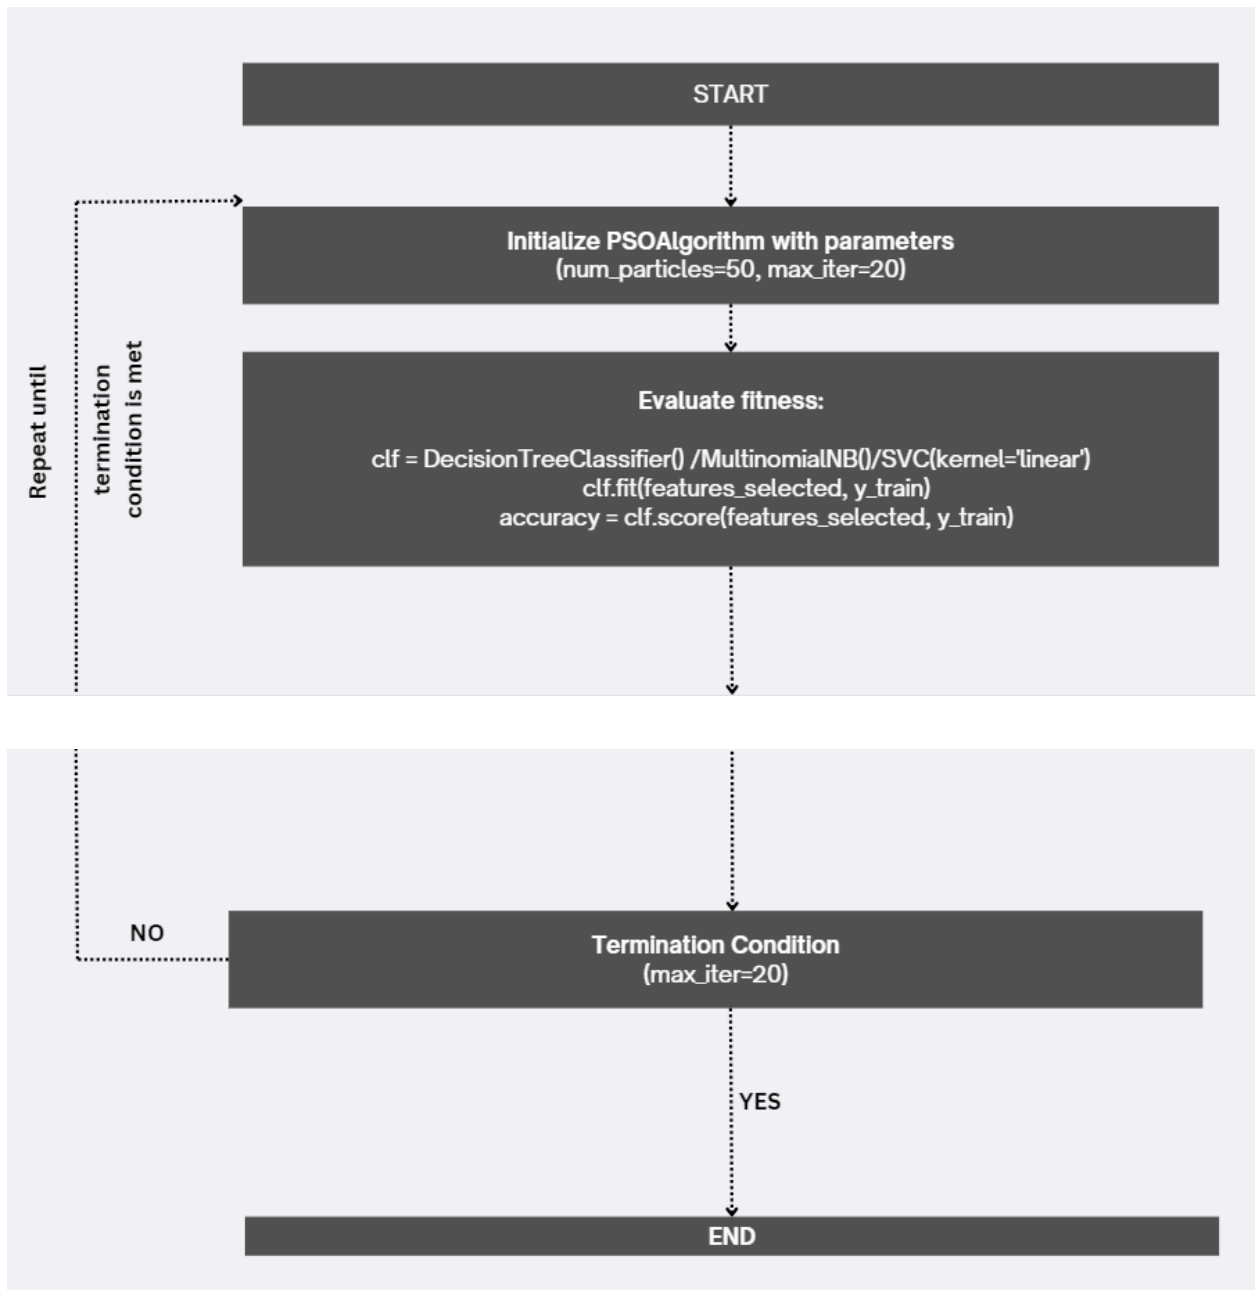 START
Initialize PSOAlgorithm with parameters
(num_particles=50, max_iter=20)
Repeat until
termination
condition is met
Evaluate fitness:
clf = DecisionTreeClassifier() /MultinomialNB()/SVC(kernel='linear')
clf.fit(features_selected, y_train)
accuracy = clf.score(features_selected, y_train)
NO
Termination Condition
(max_iter=20)
YES
END